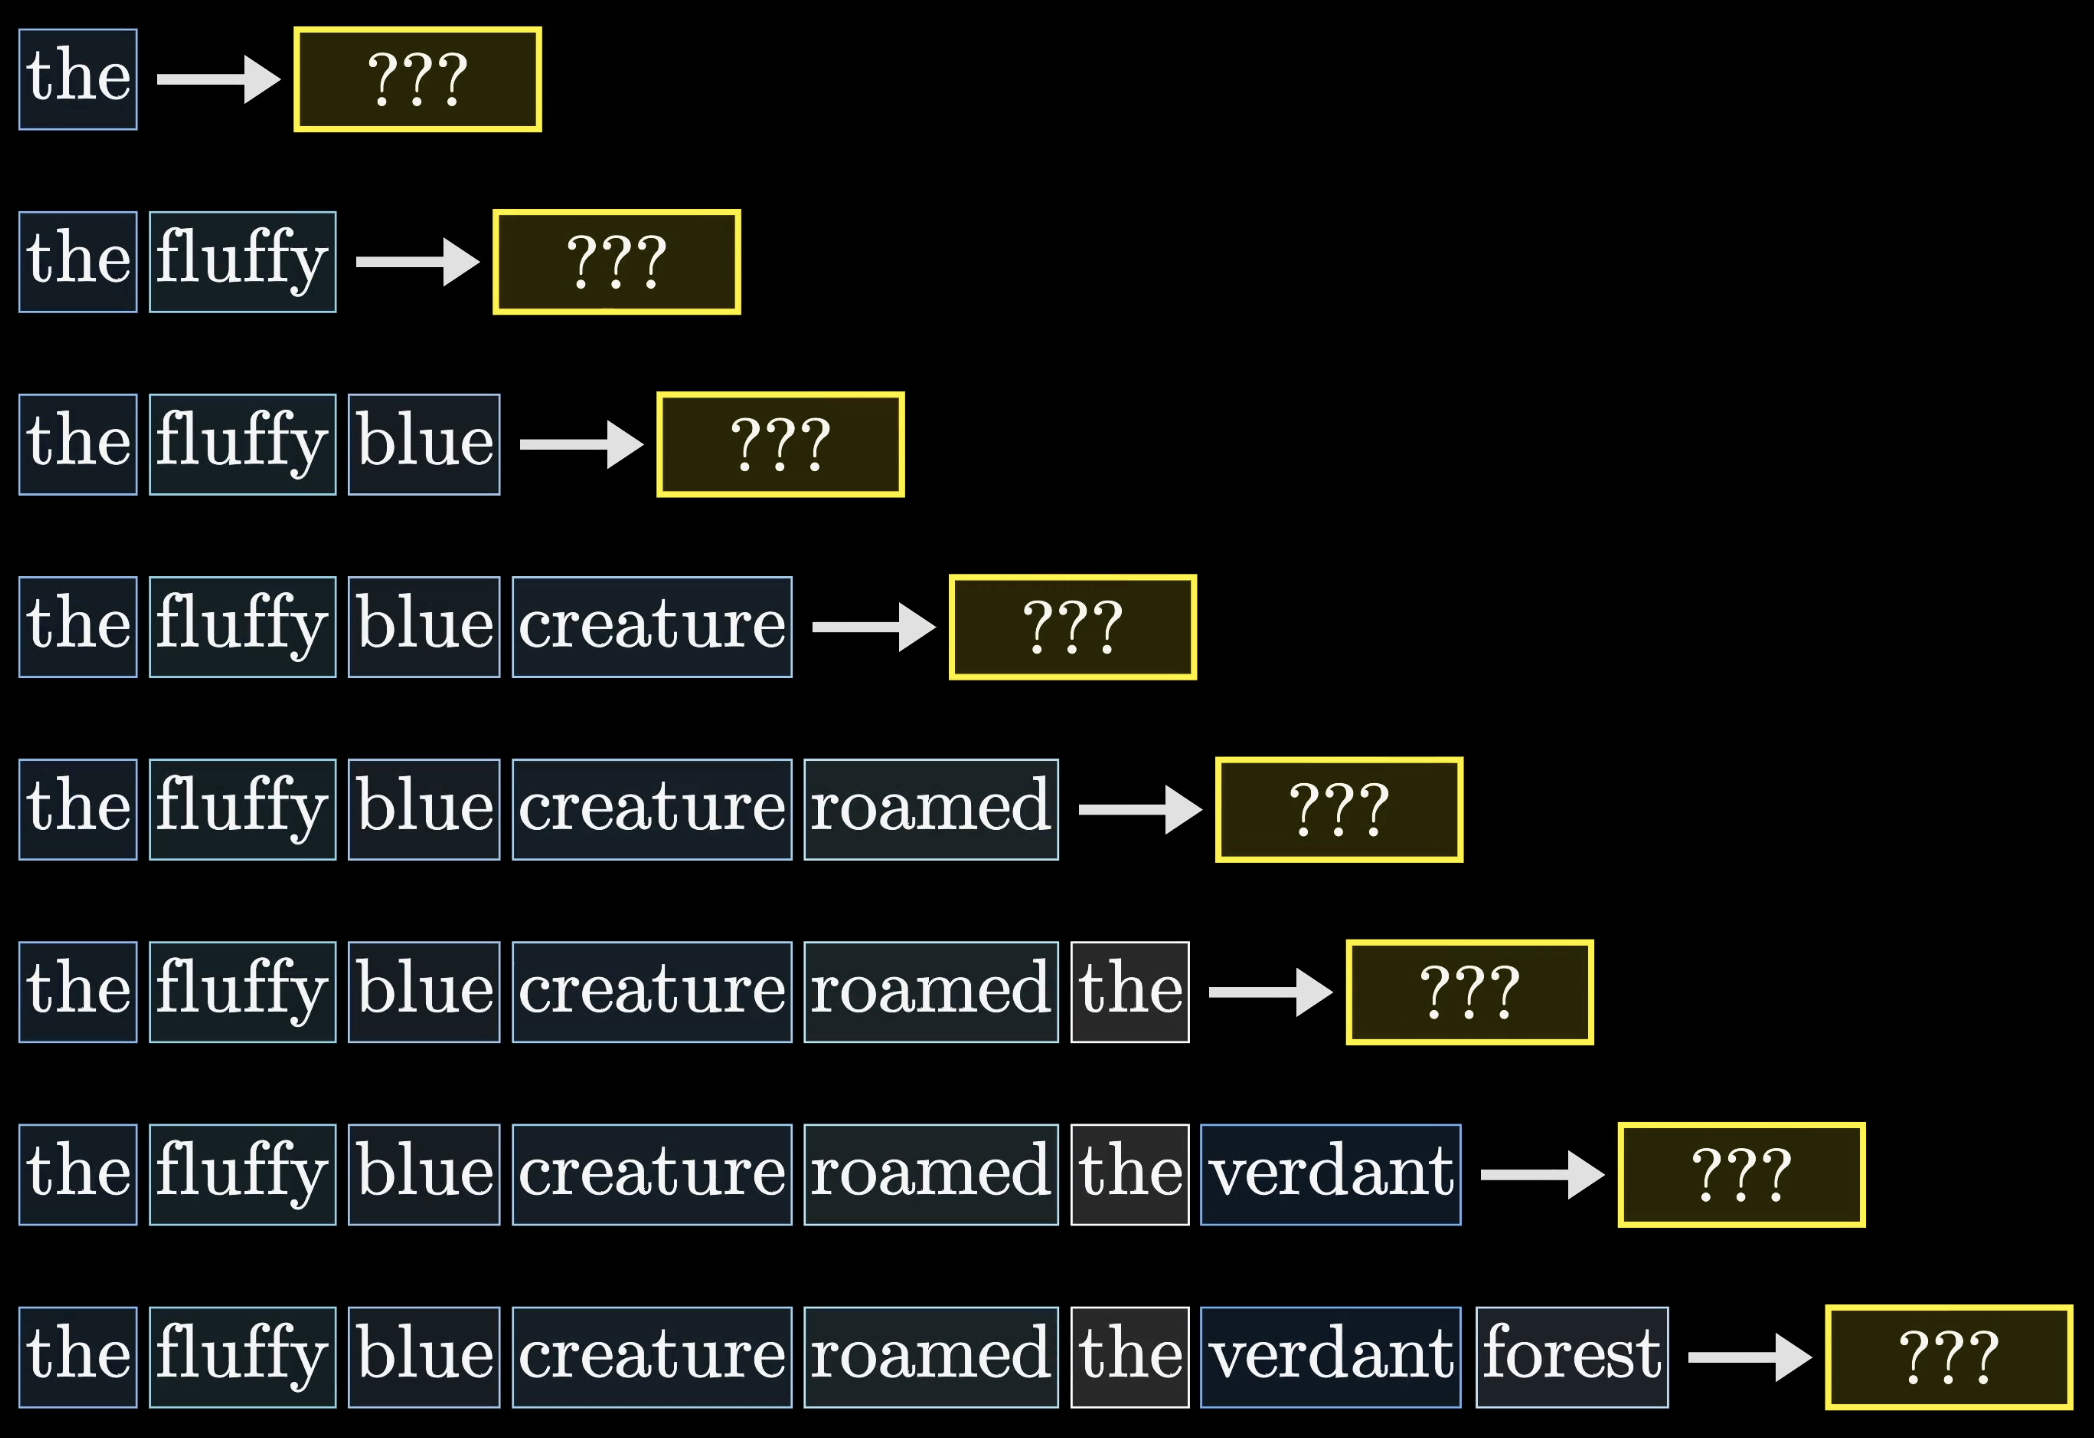 the ???
the fluffy ???
the fluffy blue ???
the fluffy blue creature ???
the fluffy blue creature roamed ???
the fluffy blue creature roamed the ???
the fluffy blue creature roamed the verdant ???
the fluffy blue creature roamed the verdant forest ???